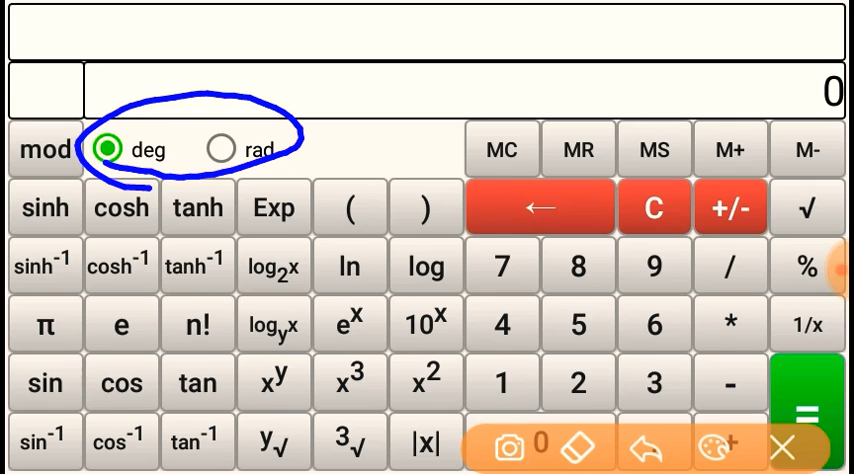 0
mod deg rad MC MR MS M+ M-
sinh cosh tanh Exp ( ) ← C +/- √
sinh⁻¹ cosh⁻¹ tanh⁻¹ log₂x ln log 7 8 9 / %
π e n! logᵧx eˣ 10ˣ 4 5 6 * 1/x
sin cos tan xʸ x³ x² 1 2 3 - =
sin⁻¹ cos⁻¹ tan⁻¹ ʸ√ ³√ |x| 0 . +